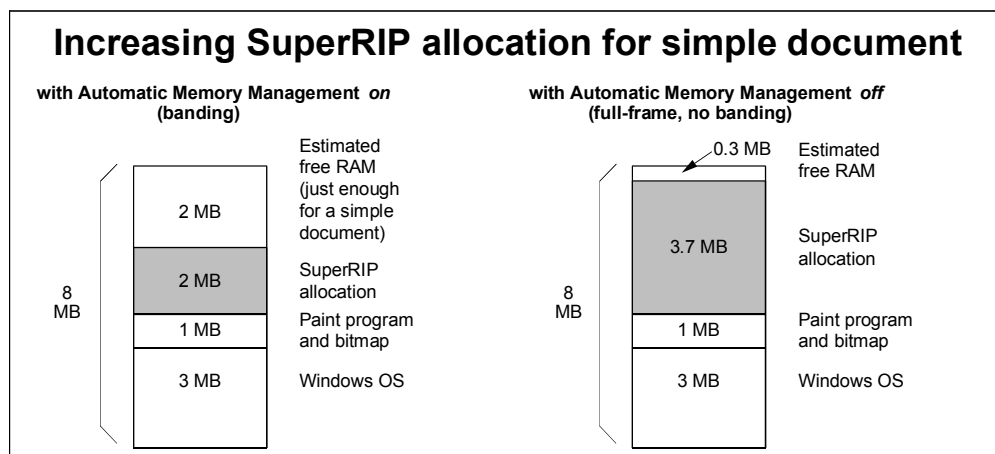 Increasing SuperRIP allocation for simple document
with Automatic Memory Management on
(banding)
Estimated
free RAM
(just enough
for a simple
document)
2 MB
2 MB
SuperRIP
allocation
8
MB
1 MB
Paint program
and bitmap
3 MB
Windows OS
with Automatic Memory Management off
(full-frame, no banding)
0.3 MB
Estimated
free RAM
3.7 MB
SuperRIP
allocation
8
MB
1 MB
Paint program
and bitmap
3 MB
Windows OS